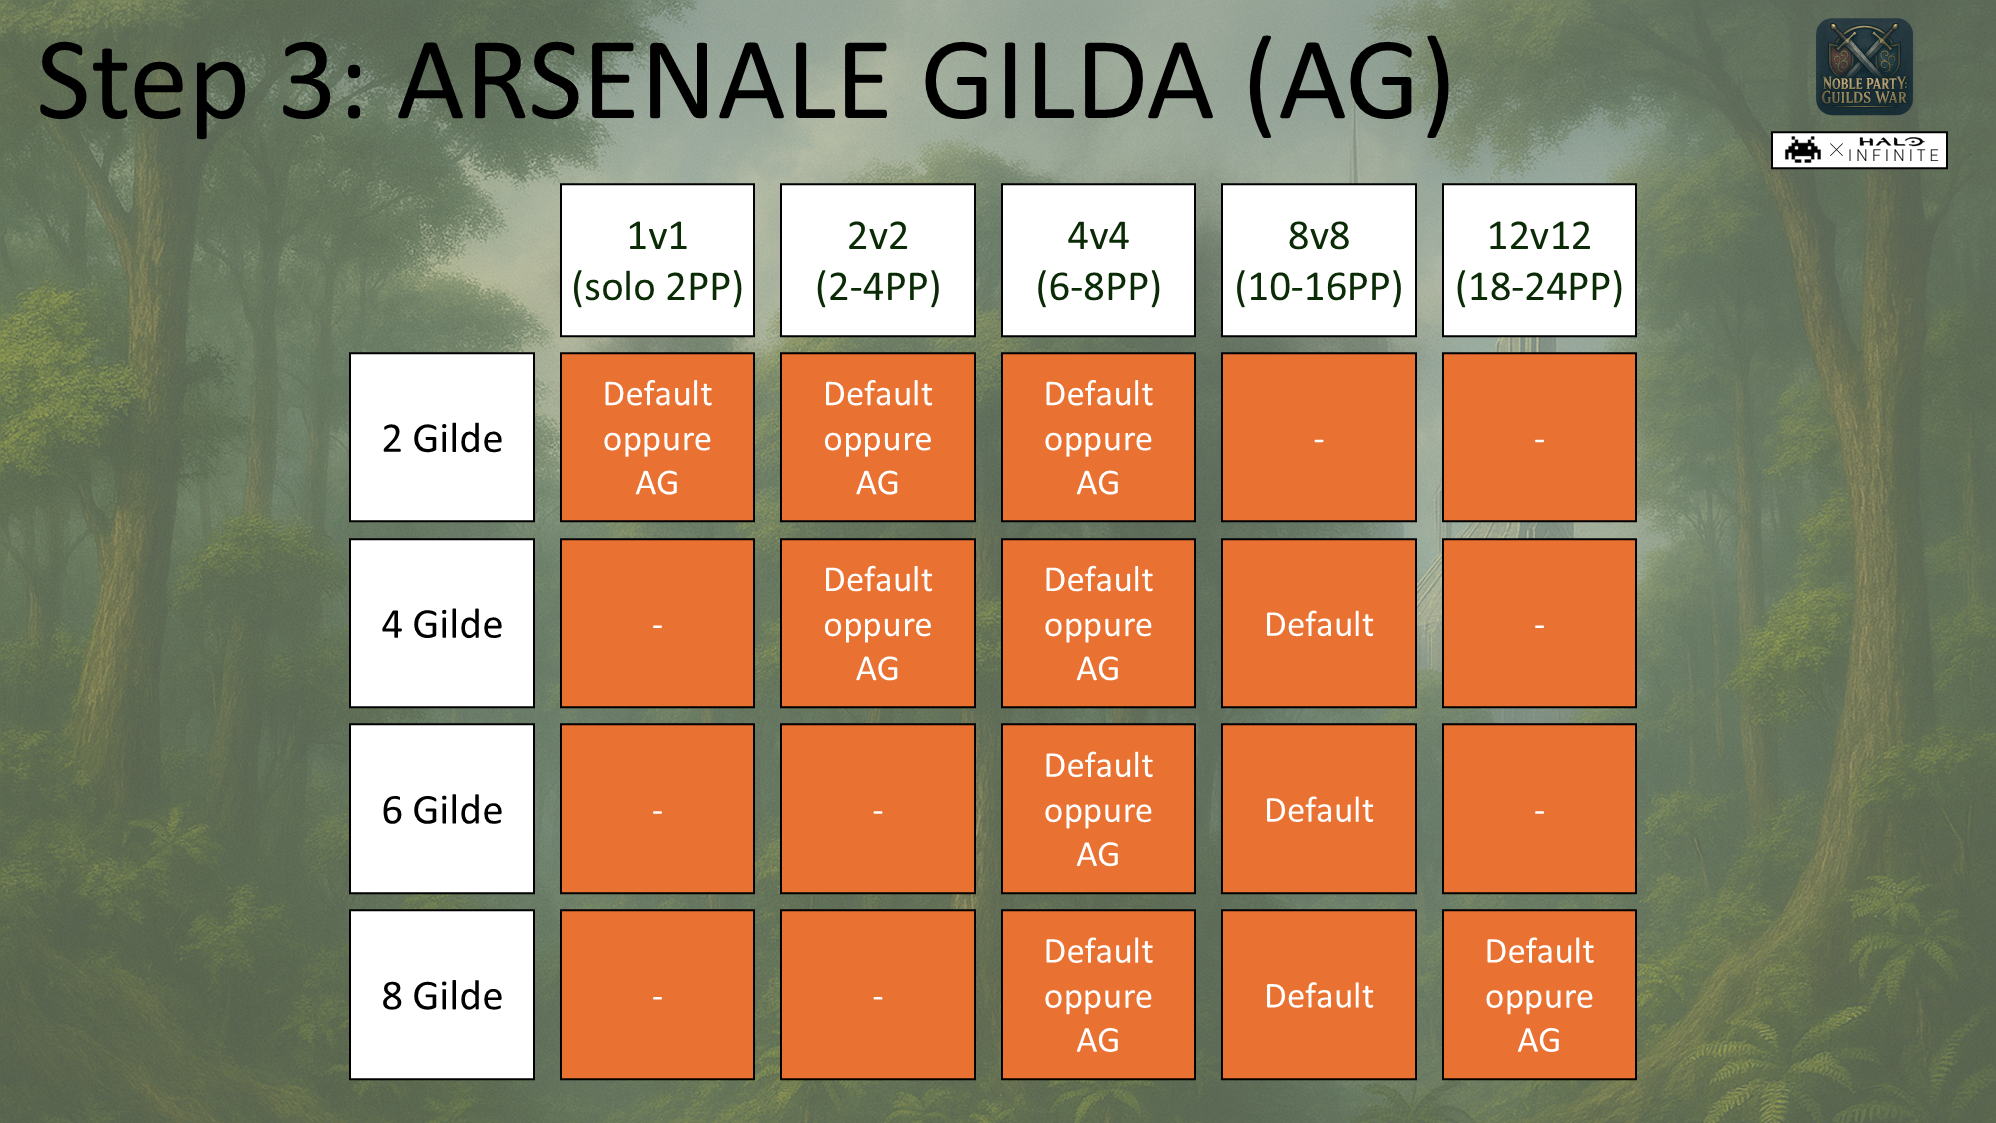 Step 3: ARSENALE GILDA (AG)
NOBLE PARTY:
GUILDS WAR
× HALO
INFINITE
1v1
(solo 2PP)
2v2
(2-4PP)
4v4
(6-8PP)
8v8
(10-16PP)
12v12
(18-24PP)
2 Gilde
Default
oppure
AG
Default
oppure
AG
Default
oppure
AG
-
-
4 Gilde
-
Default
oppure
AG
Default
oppure
AG
Default
-
6 Gilde
-
-
Default
oppure
AG
Default
-
8 Gilde
-
-
Default
oppure
AG
Default
Default
oppure
AG